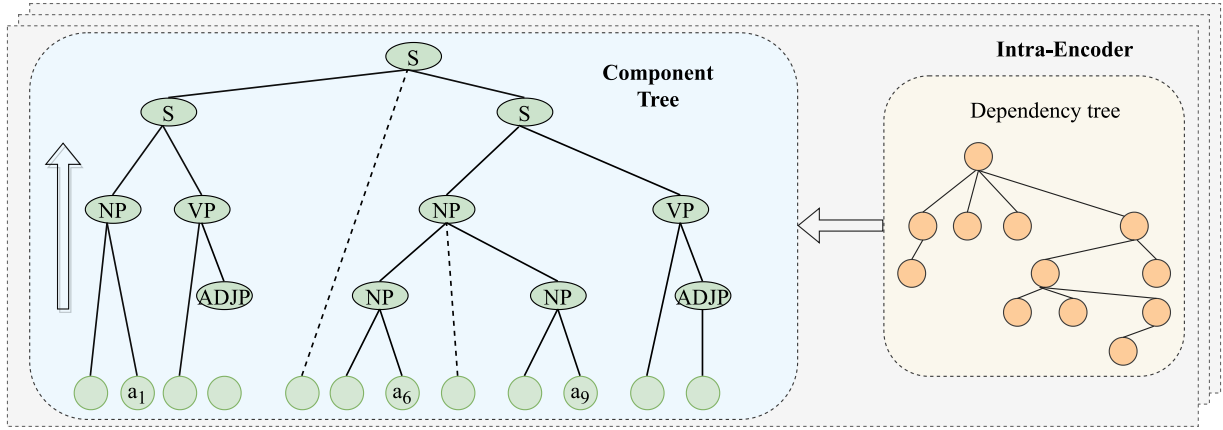 S
Component
Tree
Intra-Encoder
Dependency tree
S
S
NP
VP
NP
VP
ADJP
NP
NP
ADJP
a1
a6
a9